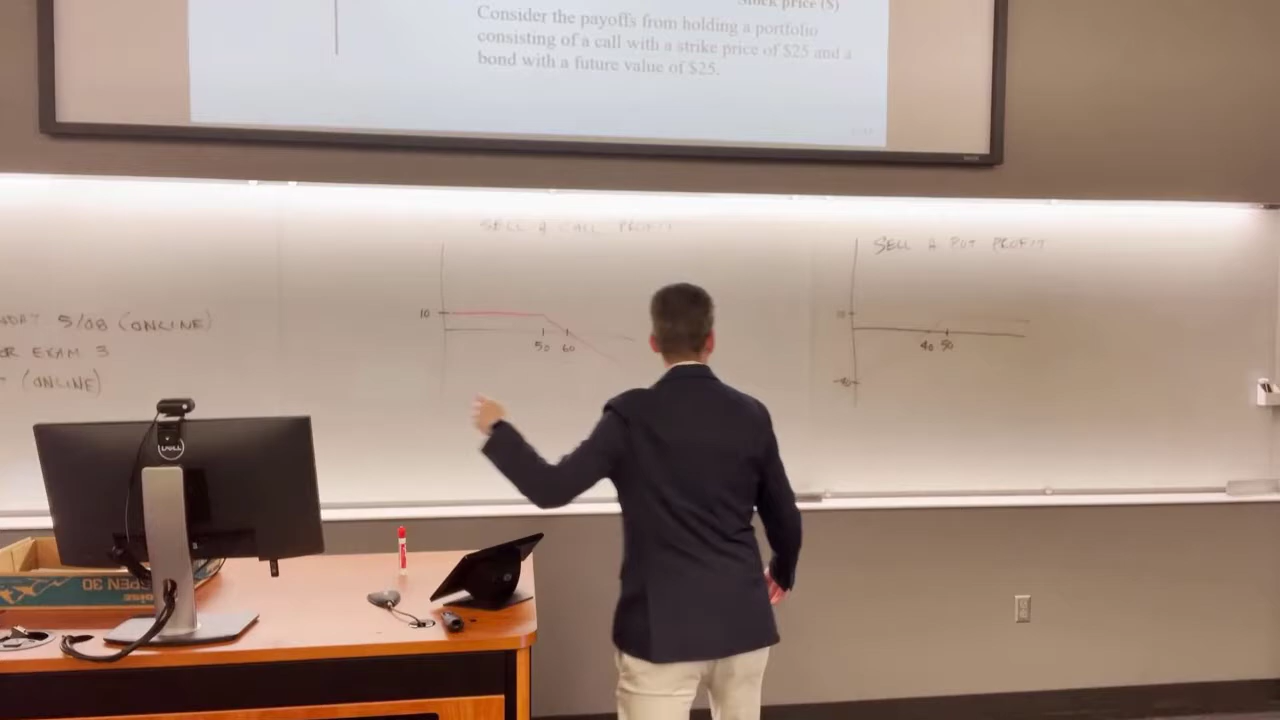 Stock price ($)
Consider the payoffs from holding a portfolio
consisting of a call with a strike price of $25 and a
bond with a future value of $25.
SELL A CALL PROFIT
10
50 60
SELL A PUT PROFIT
10
40 50
5/08 (ONLINE)
EXAM 3
(ONLINE)
DELL